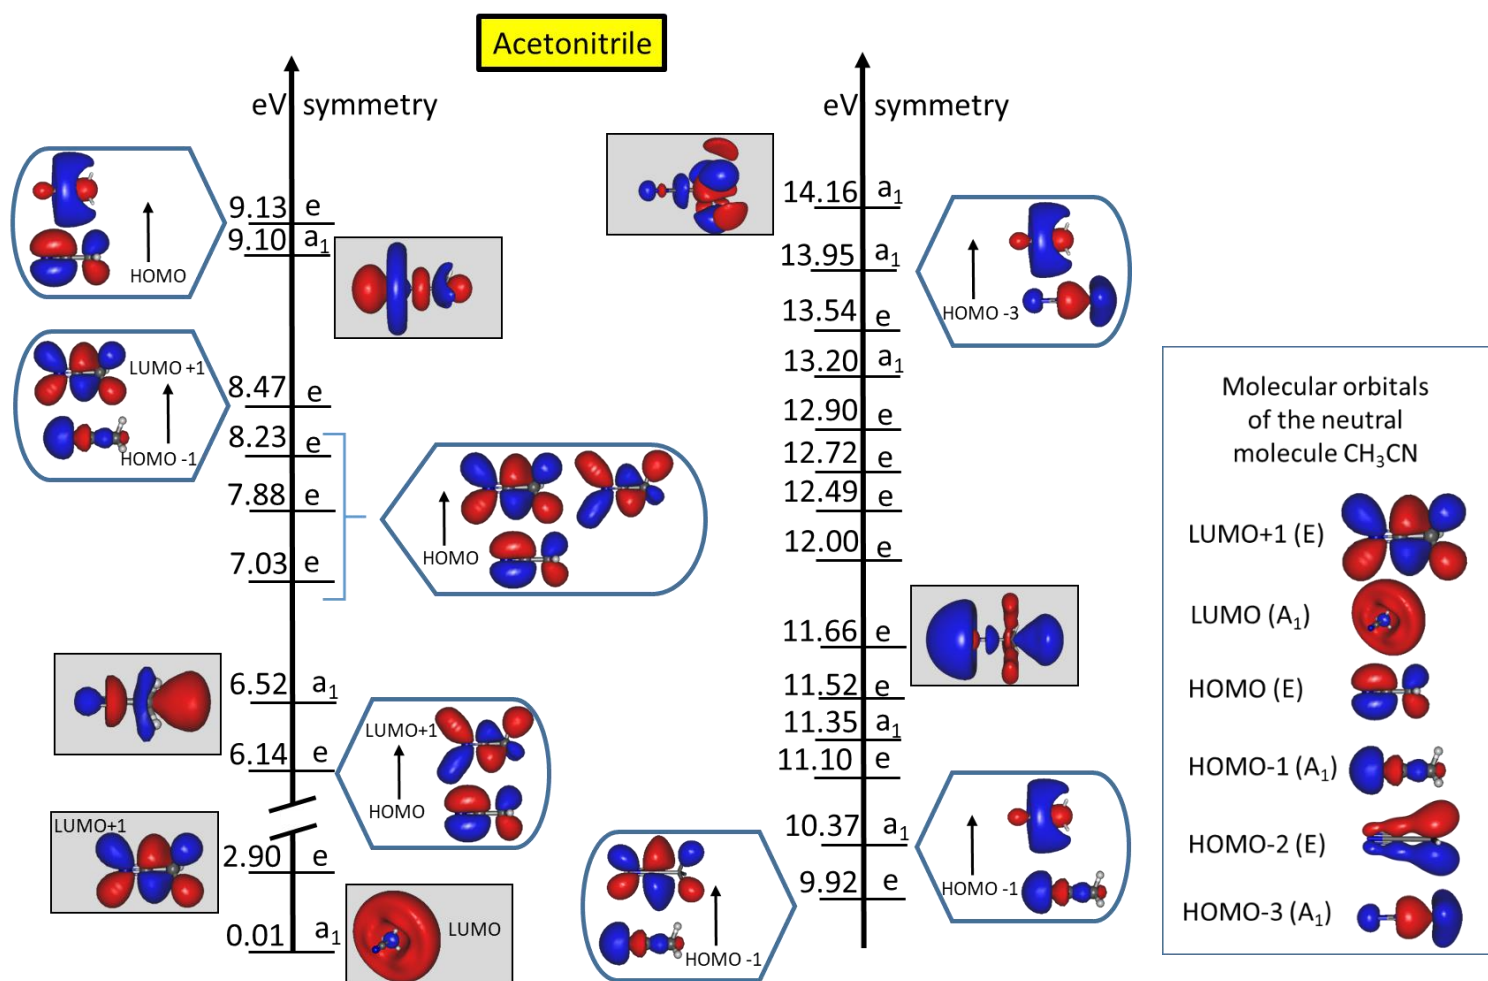 Acetonitrile
eV symmetry
HOMO
9.13 e
9.10 a₁
LUMO +1
HOMO -1
8.47 e
8.23 e
7.88 e
7.03 e
HOMO
6.52 a₁
6.14 e
LUMO+1
HOMO
LUMO+1
2.90 e
0.01 a₁
LUMO
eV symmetry
14.16 a₁
13.95 a₁
HOMO -3
13.54 e
13.20 a₁
12.90 e
12.72 e
12.49 e
12.00 e
11.66 e
11.52 e
11.35 a₁
11.10 e
10.37 a₁
HOMO -1
9.92 e
HOMO -1
Molecular orbitals
of the neutral
molecule CH₃CN
LUMO+1 (E)
LUMO (A₁)
HOMO (E)
HOMO-1 (A₁)
HOMO-2 (E)
HOMO-3 (A₁)